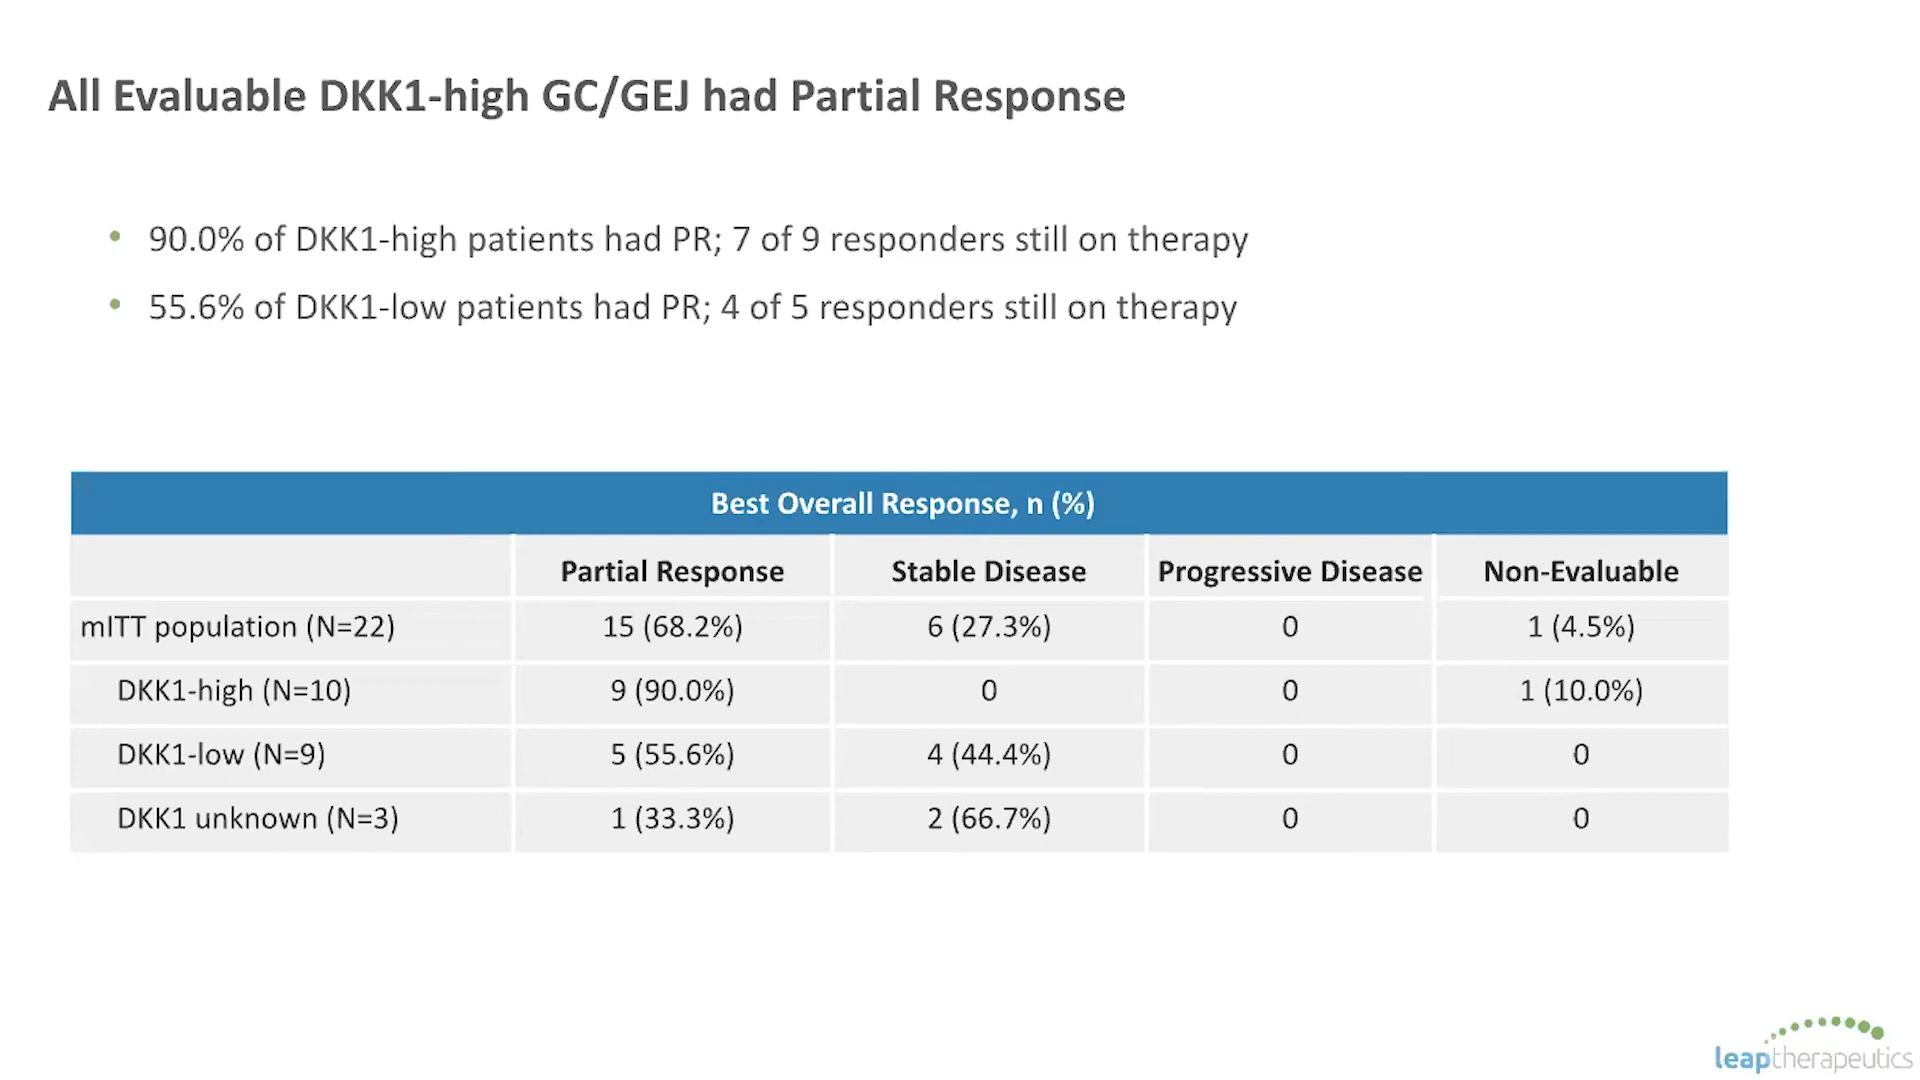 All Evaluable DKK1-high GC/GEJ had Partial Response
• 90.0% of DKK1-high patients had PR; 7 of 9 responders still on therapy
• 55.6% of DKK1-low patients had PR; 4 of 5 responders still on therapy
Best Overall Response, n (%)
Partial Response Stable Disease Progressive Disease Non-Evaluable
mITT population (N=22) 15 (68.2%) 6 (27.3%) 0 1 (4.5%)
DKK1-high (N=10) 9 (90.0%) 0 0 1 (10.0%)
DKK1-low (N=9) 5 (55.6%) 4 (44.4%) 0 0
DKK1 unknown (N=3) 1 (33.3%) 2 (66.7%) 0 0
leaptherapeutics